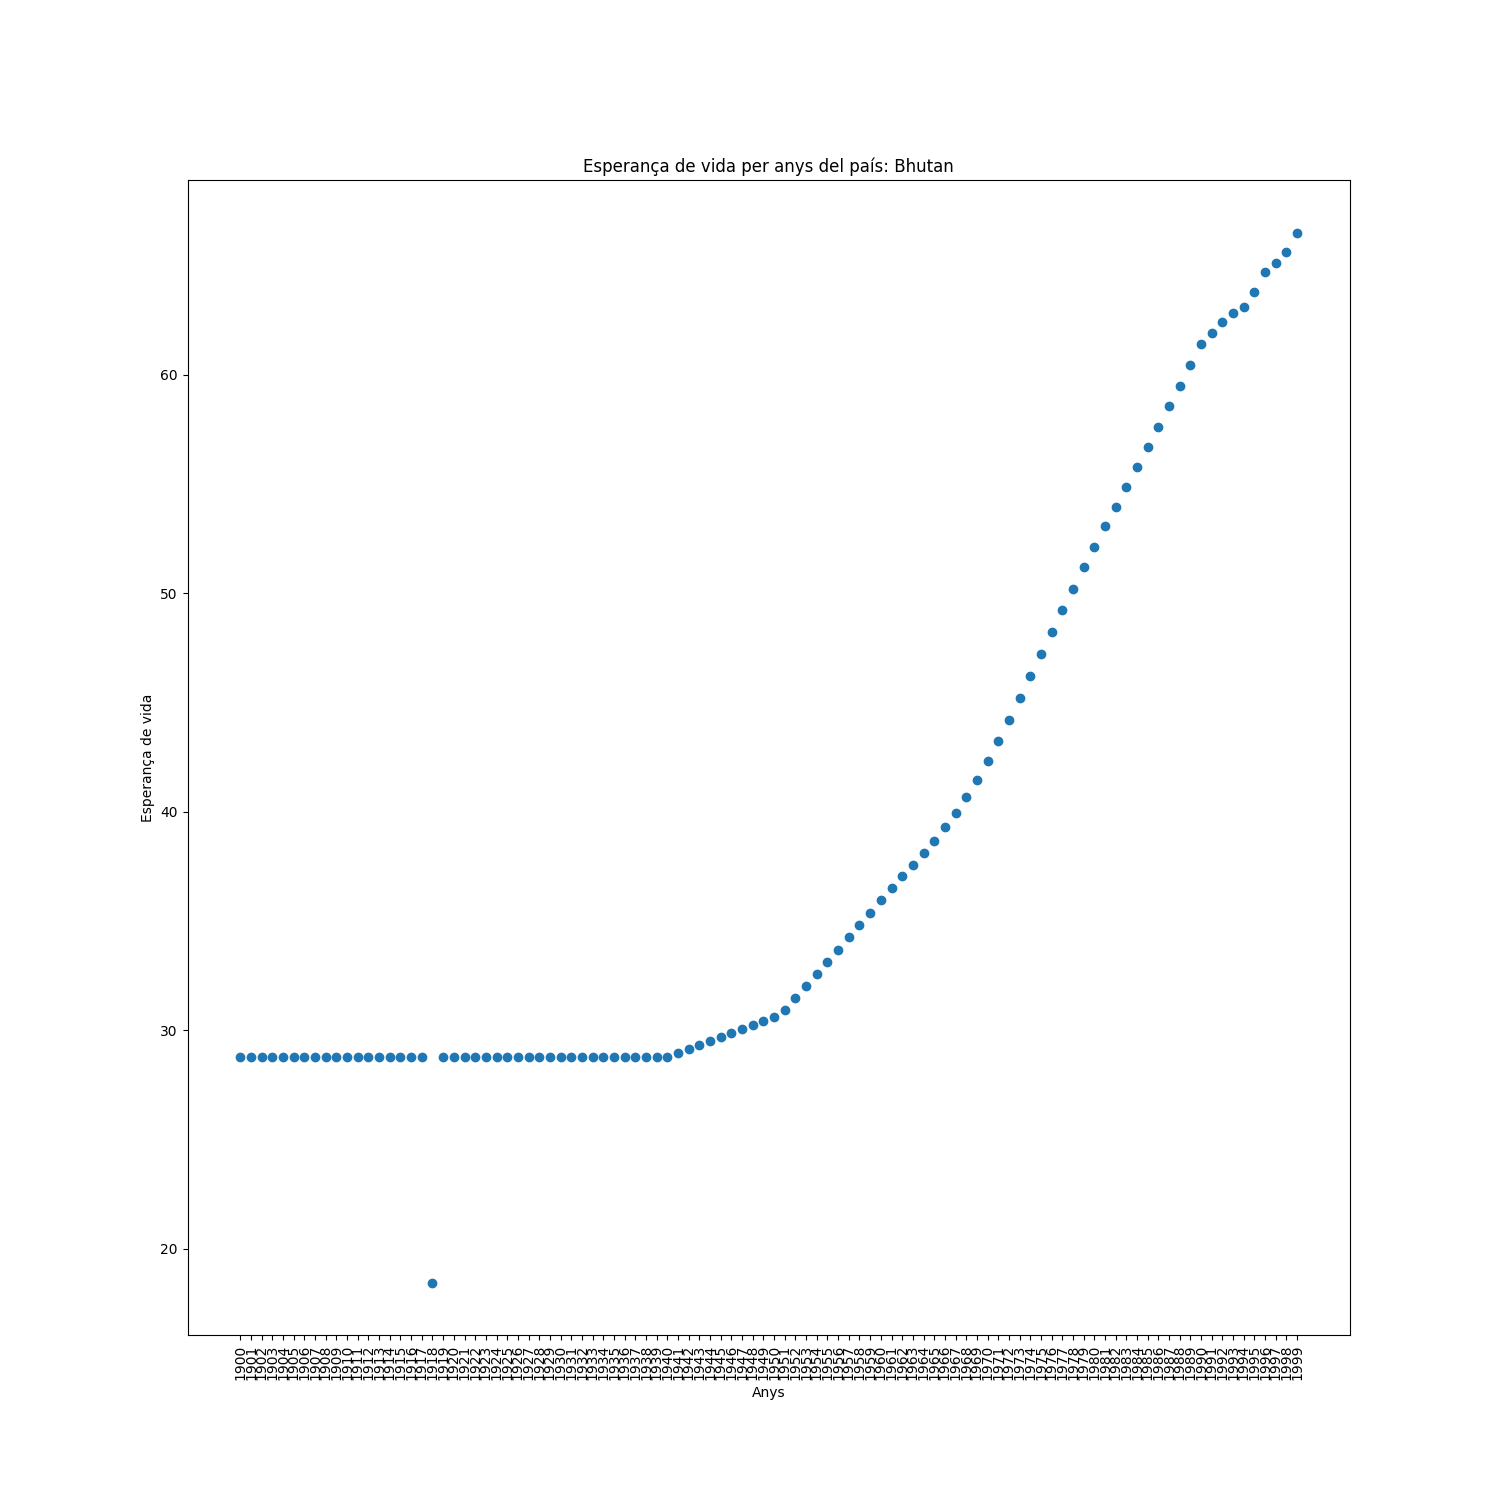 Esperança de vida per anys del país: Bhutan
60
50
40
30
20
Esperança de vida
1900 1901 1902 1903 1904 1905 1906 1907 1908 1909 1910 1911 1912 1913 1914 1915 1916 1917 1918 1919 1920 1921 1922 1923 1924 1925 1926 1927 1928 1929 1930 1931 1932 1933 1934 1935 1936 1937 1938 1939 1940 1941 1942 1943 1944 1945 1946 1947 1948 1949 1950 1951 1952 1953 1954 1955 1956 1957 1958 1959 1960 1961 1962 1963 1964 1965 1966 1967 1968 1969 1970 1971 1972 1973 1974 1975 1976 1977 1978 1979 1980 1981 1982 1983 1984 1985 1986 1987 1988 1989 1990 1991 1992 1993 1994 1995 1996 1997 1998 1999
Anys